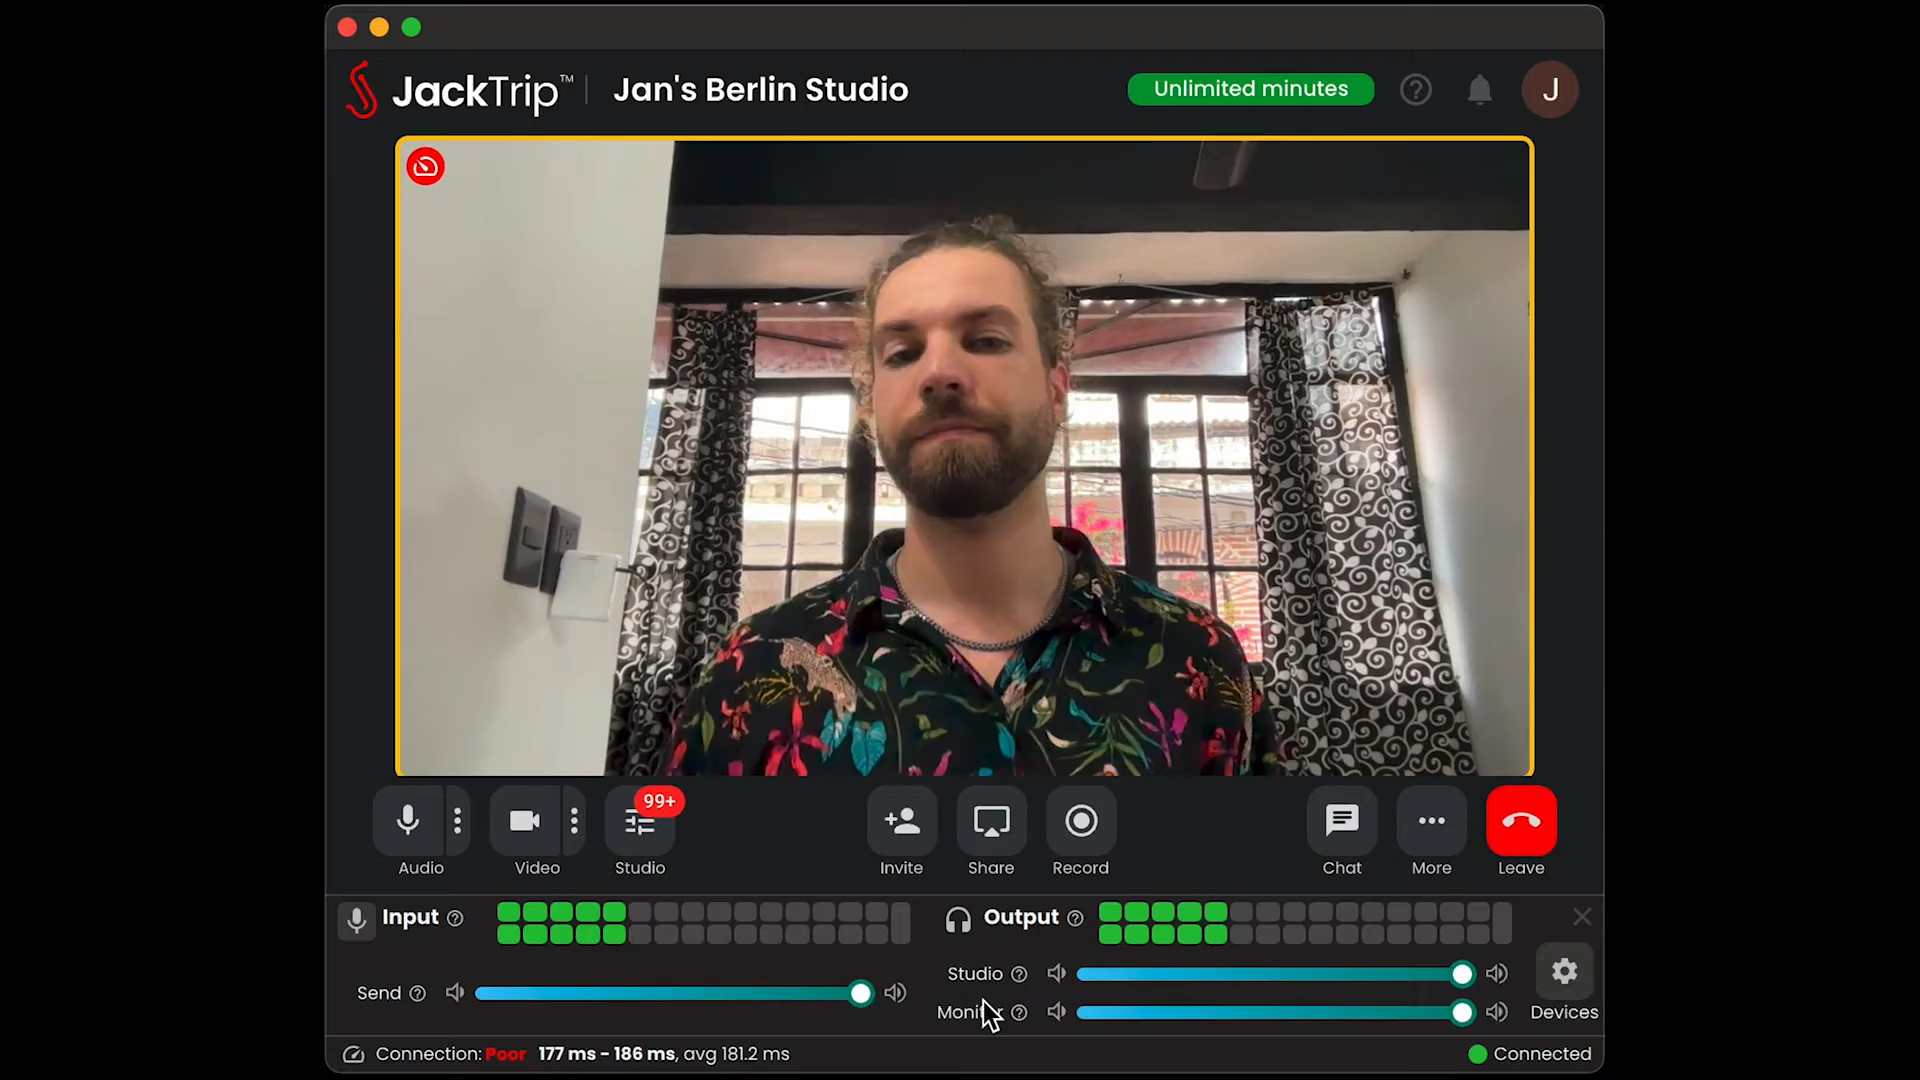 JackTrip™ Jan's Berlin Studio Unlimited minutes J
99+
Audio Video Studio Invite Share Record Chat More Leave
Input Output
Studio
Send
Monitor Devices
Connection: Poor 177 ms - 186 ms, avg 181.2 ms Connected